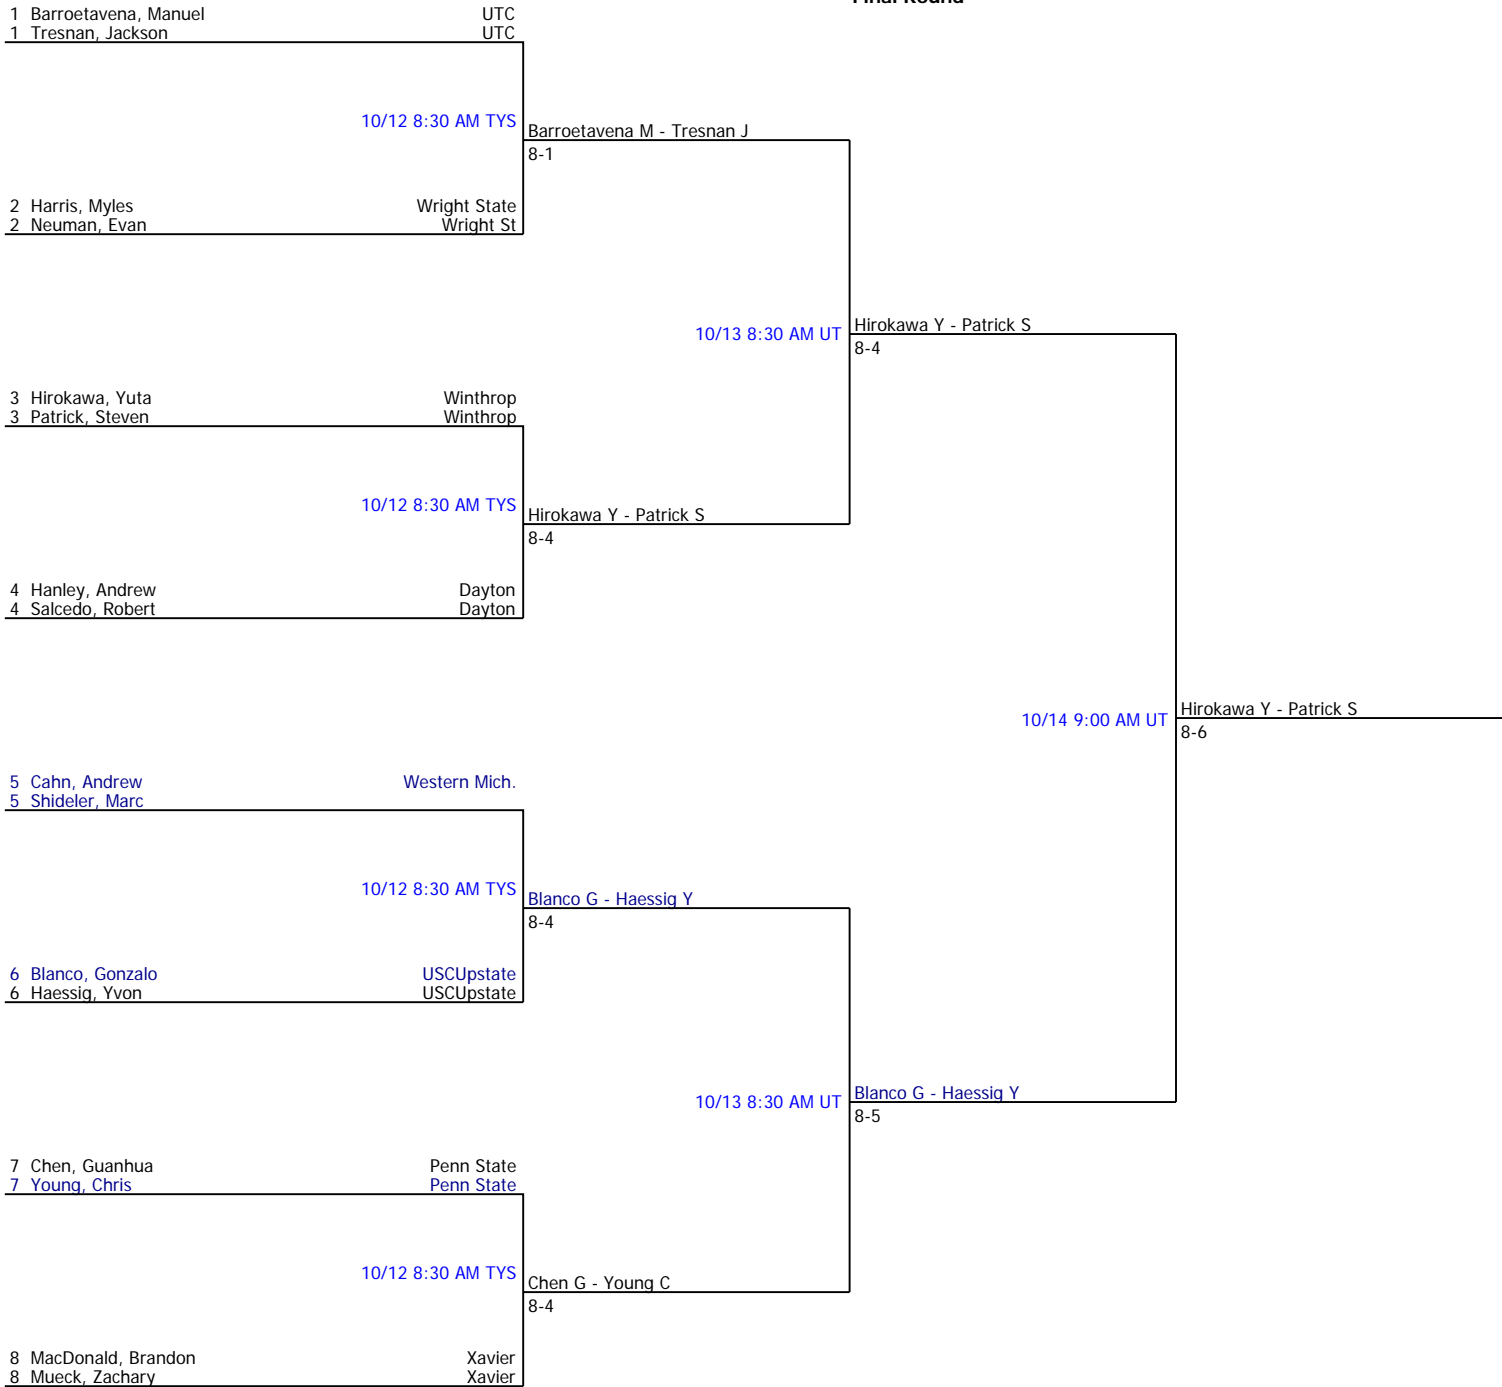 Final Round
1 Barroetavena, Manuel UTC
1 Tresnan, Jackson UTC
10/12 8:30 AM TYS
Barroetavena M - Tresnan J
8-1
2 Harris, Myles Wright State
2 Neuman, Evan Wright St
10/13 8:30 AM UT
Hirokawa Y - Patrick S
8-4
3 Hirokawa, Yuta Winthrop
3 Patrick, Steven Winthrop
10/12 8:30 AM TYS
Hirokawa Y - Patrick S
8-4
4 Hanley, Andrew Dayton
4 Salcedo, Robert Dayton
10/14 9:00 AM UT
Hirokawa Y - Patrick S
8-6
5 Cahn, Andrew Western Mich.
5 Shideler, Marc
10/12 8:30 AM TYS
Blanco G - Haessig Y
8-4
6 Blanco, Gonzalo USCUpstate
6 Haessig, Yvon USCUpstate
10/13 8:30 AM UT
Blanco G - Haessig Y
8-5
7 Chen, Guanhua Penn State
7 Young, Chris Penn State
10/12 8:30 AM TYS
Chen G - Young C
8-4
8 MacDonald, Brandon Xavier
8 Mueck, Zachary Xavier